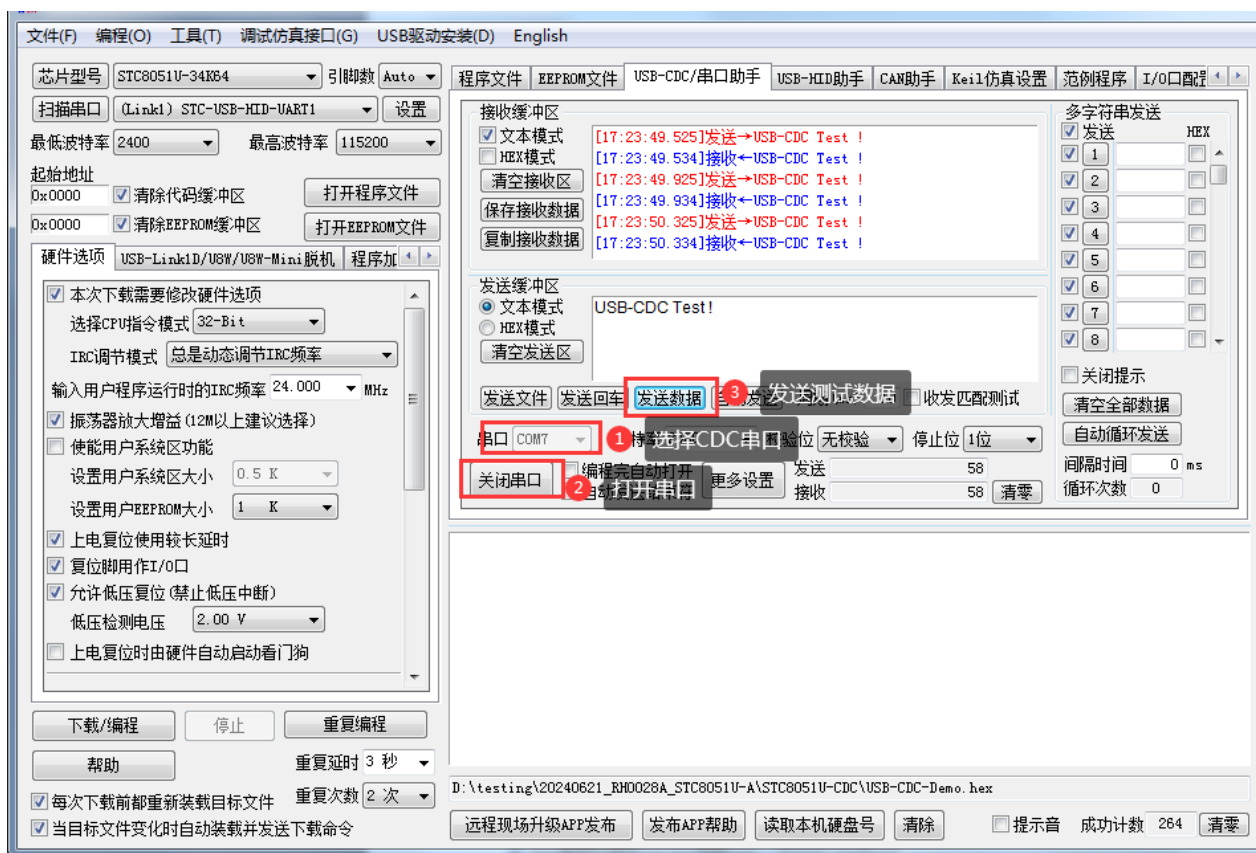 文件(F) 编程(O) 工具(T) 调试仿真接口(G) USB驱动安装(D) English
芯片型号 STC8051U-34K64 引脚数 Auto
扫描串口 (Link1) STC-USB-HID-UART1 设置
最低波特率 2400 最高波特率 115200
起始地址
0x0000 清除代码缓冲区 打开程序文件
0x0000 清除EEPROM缓冲区 打开EEPROM文件
硬件选项 USB-Link1D/U8W/U8W-Mini脱机 程序加
本次下载需要修改硬件选项
选择CPU指令模式 32-Bit
IRC调节模式 总是动态调节IRC频率
输入用户程序运行时的IRC频率 24.000 MHz
振荡器放大增益(12M以上建议选择)
使能用户系统区功能
设置用户系统区大小 0.5 K
设置用户EEPROM大小 1 K
上电复位使用较长延时
复位脚用作I/O口
允许低压复位(禁止低压中断)
低压检测电压 2.00 V
上电复位时由硬件自动启动看门狗
下载/编程 停止 重复编程
帮助 重复延时 3 秒
每次下载前都重新装载目标文件 重复次数 2 次
当目标文件变化时自动装载并发送下载命令
程序文件 EEPROM文件 USB-CDC/串口助手 USB-HID助手 CAN助手 Keil仿真设置 范例程序 I/O口配置
接收缓冲区
文本模式
HEX模式
清空接收区
保存接收数据
复制接收数据
[17:23:49.525]发送→USB-CDC Test !
[17:23:49.534]接收←USB-CDC Test !
[17:23:49.925]发送→USB-CDC Test !
[17:23:49.934]接收←USB-CDC Test !
[17:23:50.325]发送→USB-CDC Test !
[17:23:50.334]接收←USB-CDC Test !
发送缓冲区
文本模式
HEX模式
清空发送区
USB-CDC Test !
发送文件 发送回车 发送数据 3 发送测试数据 收发匹配测试
串口 COM7 1 选择CDC串口 校验位 无校验 停止位 1位
关闭串口 2 打开串口 编程完自动打开 更多设置
发送 58
接收 58 清零
多字符串发送
发送 HEX
1
2
3
4
5
6
7
8
关闭提示
清空全部数据
自动循环发送
间隔时间 0 ms
循环次数 0
D:\testing\20240621_RH0028A_STC8051U-A\STC8051U-CDC\USB-CDC-Demo.hex
远程现场升级APP发布 发布APP帮助 读取本机硬盘号 清除 提示音 成功计数 264 清零